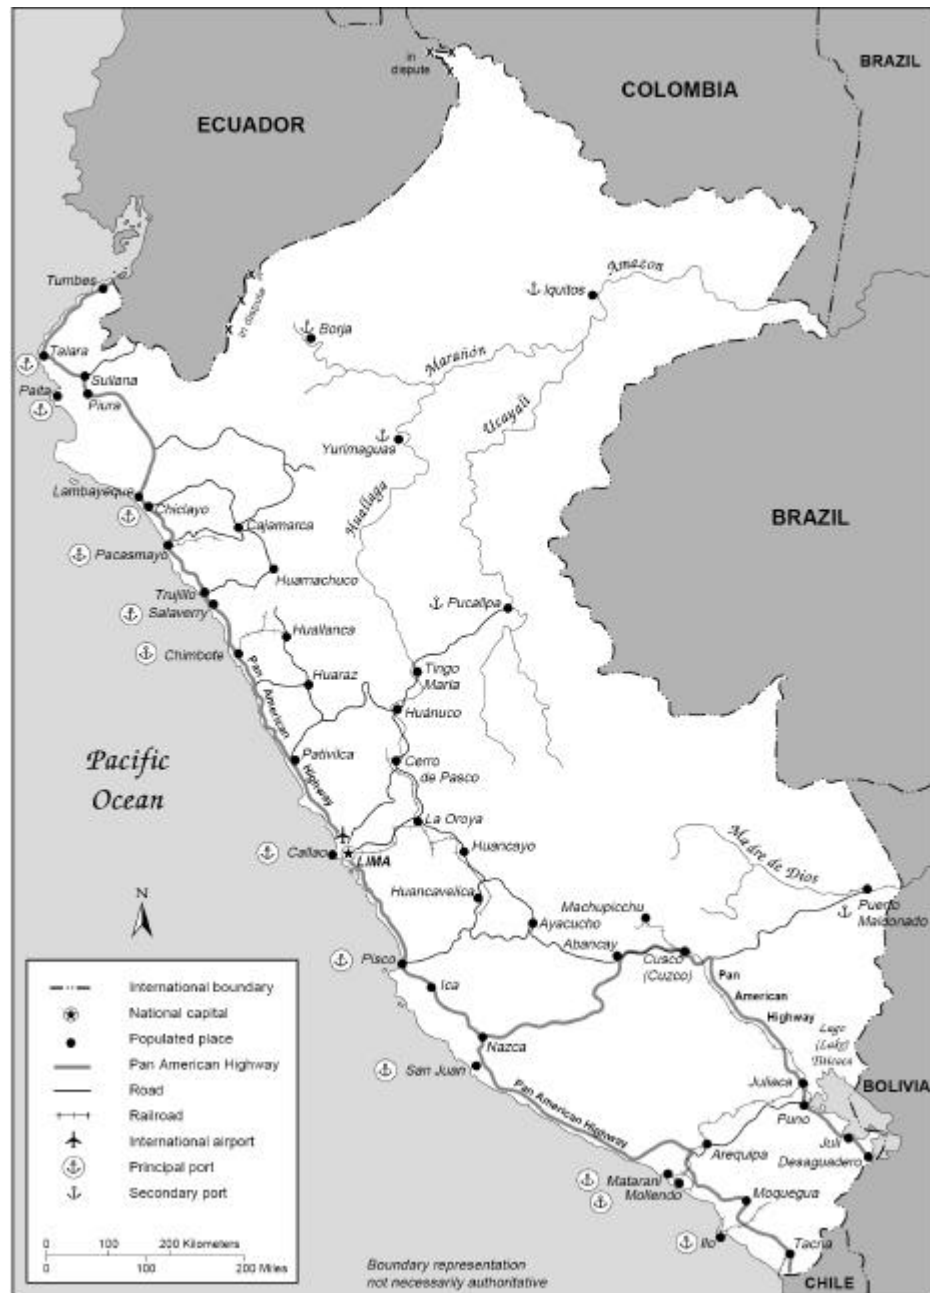 in
dispute
BRAZIL
COLOMBIA
ECUADOR
Amazon
Tumbes
Iquitos
in dispute
Borja
Talara
Marañón
Sullana
Paita
Piura
Ucayali
Yurimaguas
Lambayeque
Huallaga
Chiclayo
Cajamarca
BRAZIL
Pacasmayo
Huamachuco
Trujillo
Salaverry
Pucallpa
Huallanca
Chimbote
Pan American Highway
Huaraz
Tingo
María
Huánuco
Pacific
Ocean
Pativilca
Cerro
de Pasco
La Oroya
Madre de Dios
Callao
LIMA
Huancayo
Huancavelica
Machupicchu
Puerto
Maldonado
N
Ayacucho
Abancay
Cusco
(Cuzco)
Pisco
Pan
American
Highway
Ica
Lago
(Lake)
Titicaca
Nazca
San Juan
Pan American Highway
Juliaca
BOLIVIA
Puno
Juli
Arequipa
Desaguadero
Matarani
Mollendo
Moquegua
Ilo
Tacna
CHILE
International boundary
National capital
Populated place
Pan American Highway
Road
Railroad
International airport
Principal port
Secondary port
0 100 200 Kilometers
0 100 200 Miles
Boundary representation
not necessarily authoritative